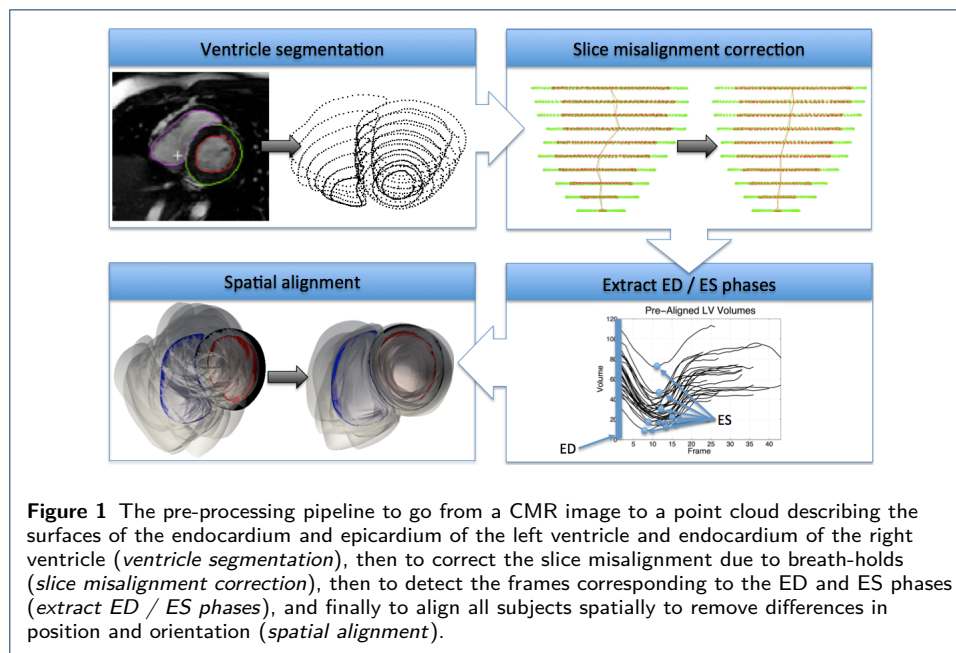 Ventricle segmentation
Slice misalignment correction
Spatial alignment
Extract ED / ES phases
Pre-Aligned LV Volumes
Volume
120
100
80
60
40
20
0
5 10 15 20 25 30 35 40
Frame
ED
ES
Figure 1 The pre-processing pipeline to go from a CMR image to a point cloud describing the
surfaces of the endocardium and epicardium of the left ventricle and endocardium of the right
ventricle (ventricle segmentation), then to correct the slice misalignment due to breath-holds
(slice misalignment correction), then to detect the frames corresponding to the ED and ES phases
(extract ED / ES phases), and finally to align all subjects spatially to remove differences in
position and orientation (spatial alignment).